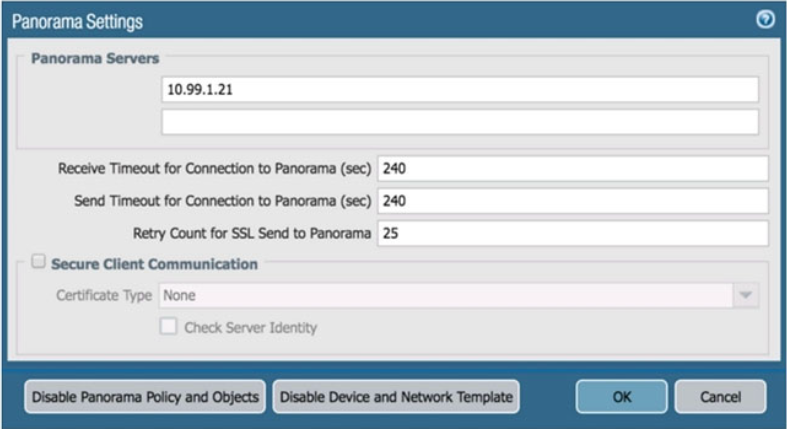 Panorama Settings
Panorama Servers
10.99.1.21
Receive Timeout for Connection to Panorama (sec) 240
Send Timeout for Connection to Panorama (sec) 240
Retry Count for SSL Send to Panorama 25
Secure Client Communication
Certificate Type None
Check Server Identity
Disable Panorama Policy and Objects Disable Device and Network Template OK Cancel